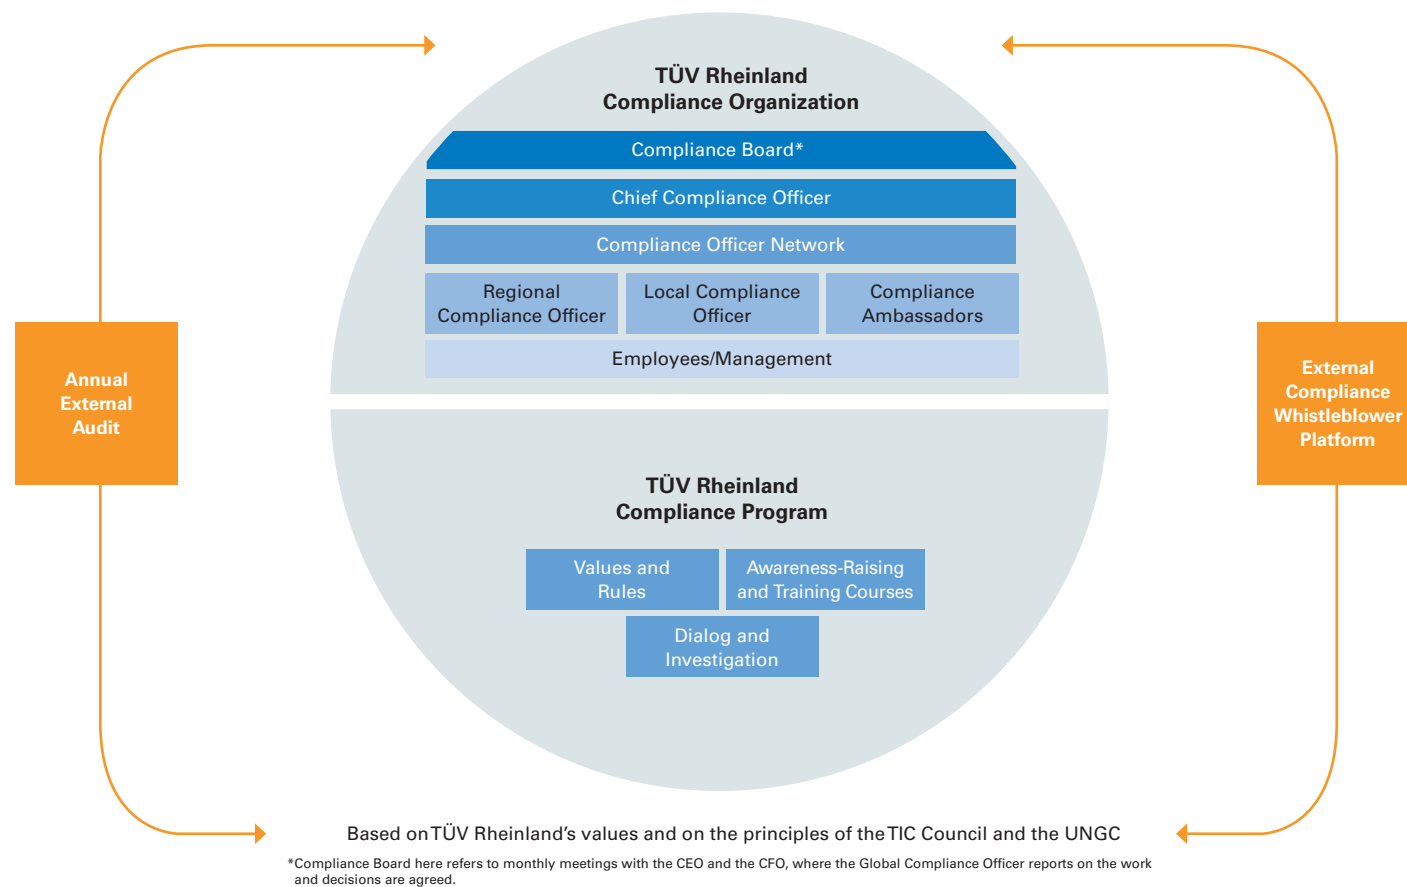 TÜV Rheinland
Compliance Organization
Compliance Board*
Chief Compliance Officer
Compliance Officer Network
Regional
Compliance Officer
Local Compliance
Officer
Compliance
Ambassadors
Employees/Management
Annual
External
Audit
External
Compliance
Whistleblower
Platform
TÜV Rheinland
Compliance Program
Values and
Rules
Awareness-Raising
and Training Courses
Dialog and
Investigation
Based on TÜV Rheinland’s values and on the principles of the TIC Council and the UNGC
*Compliance Board here refers to monthly meetings with the CEO and the CFO, where the Global Compliance Officer reports on the work
and decisions are agreed.